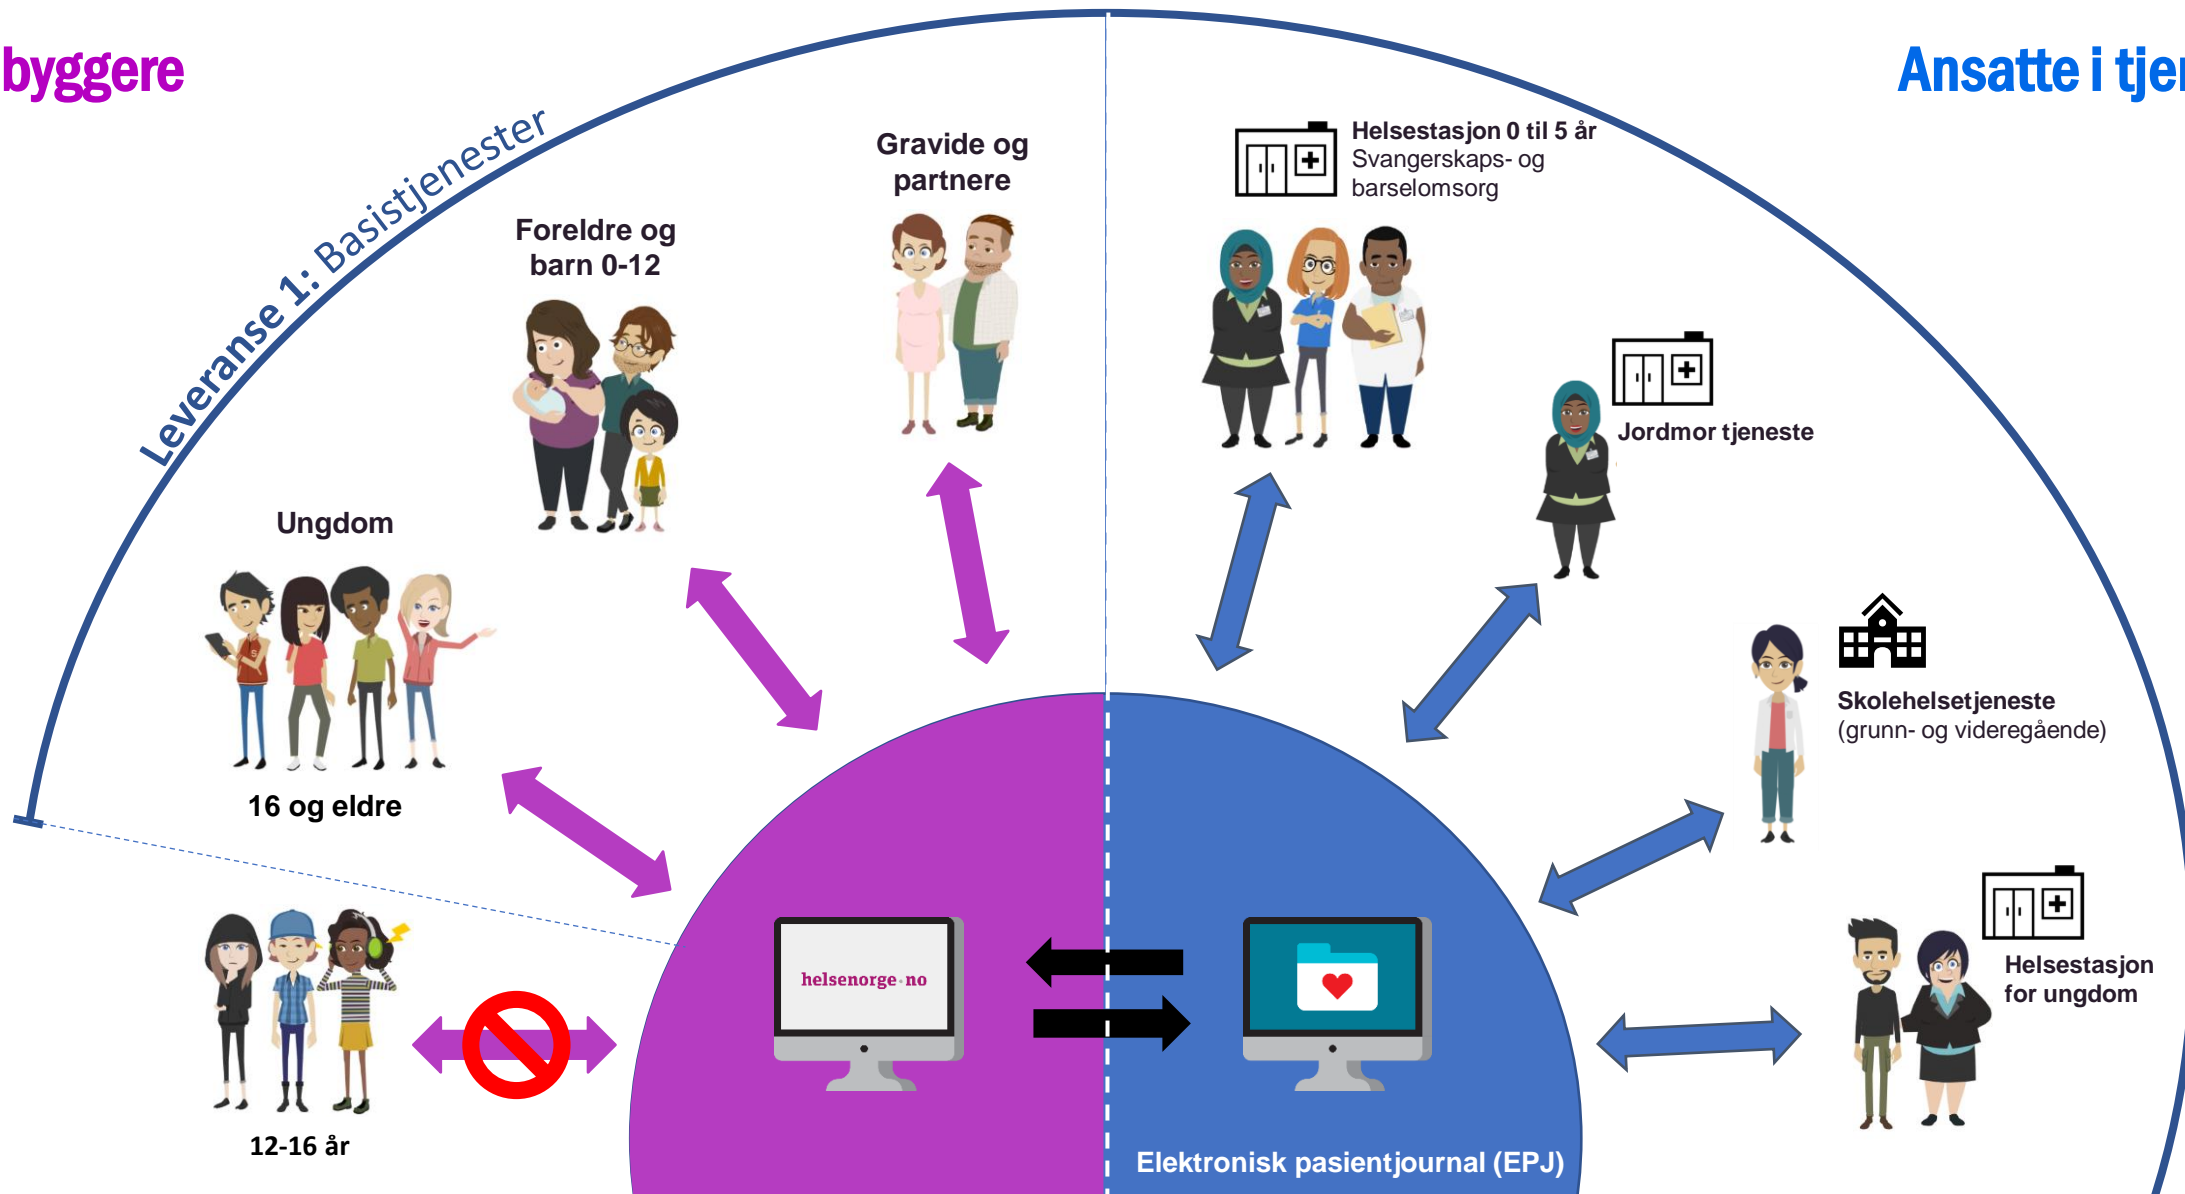 byggere
Ansatte i tjen
Leveranse 1: Basistjenester
Gravide og
partnere
Foreldre og
barn 0-12
Ungdom
16 og eldre
12-16 år
Helsestasjon 0 til 5 år
Svangerskaps- og
barselomsorg
Jordmor tjeneste
Skolehelsetjeneste
(grunn- og videregående)
Helsestasjon
for ungdom
helsenorge·no
Elektronisk pasientjournal (EPJ)